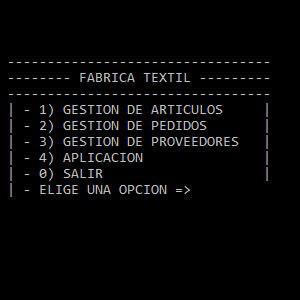 ---------------------------------
-------- FABRICA TEXTIL ---------
---------------------------------
| - 1) GESTION DE ARTICULOS     |
| - 2) GESTION DE PEDIDOS       |
| - 3) GESTION DE PROVEEDORES   |
| - 4) APLICACION               |
| - 0) SALIR                    |
| - ELIGE UNA OPCION =>